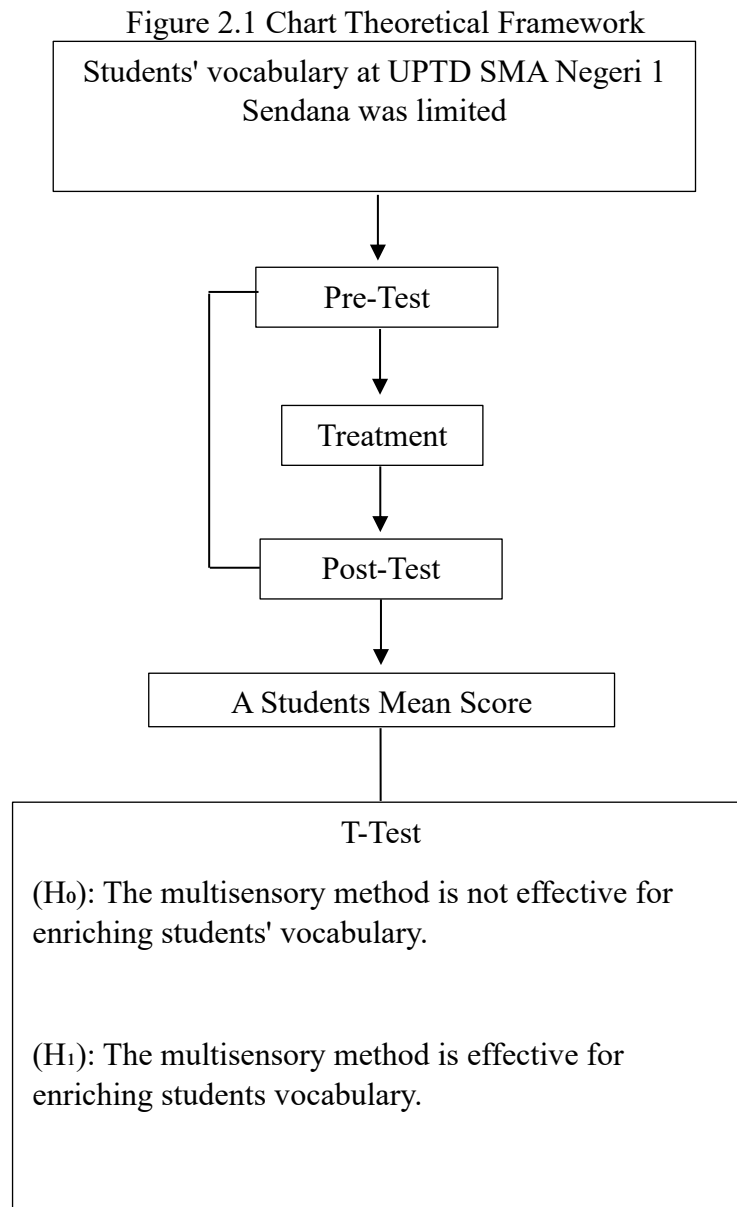 Figure 2.1 Chart Theoretical Framework
Students' vocabulary at UPTD SMA Negeri 1
Sendana was limited
Pre-Test
Treatment
Post-Test
A Students Mean Score
T-Test
(H₀): The multisensory method is not effective for
enriching students' vocabulary.
(H₁): The multisensory method is effective for
enriching students vocabulary.